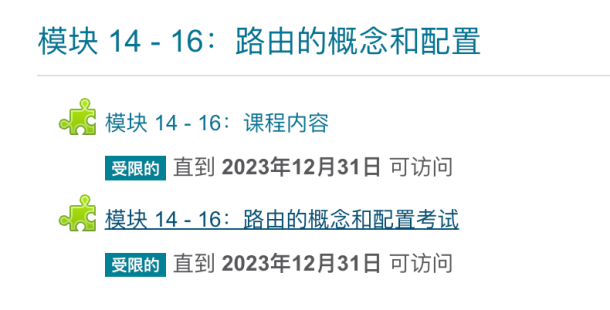 模块 14 - 16：路由的概念和配置
模块 14 - 16：课程内容
受限的 直到 2023年12月31日 可访问
模块 14 - 16：路由的概念和配置考试
受限的 直到 2023年12月31日 可访问